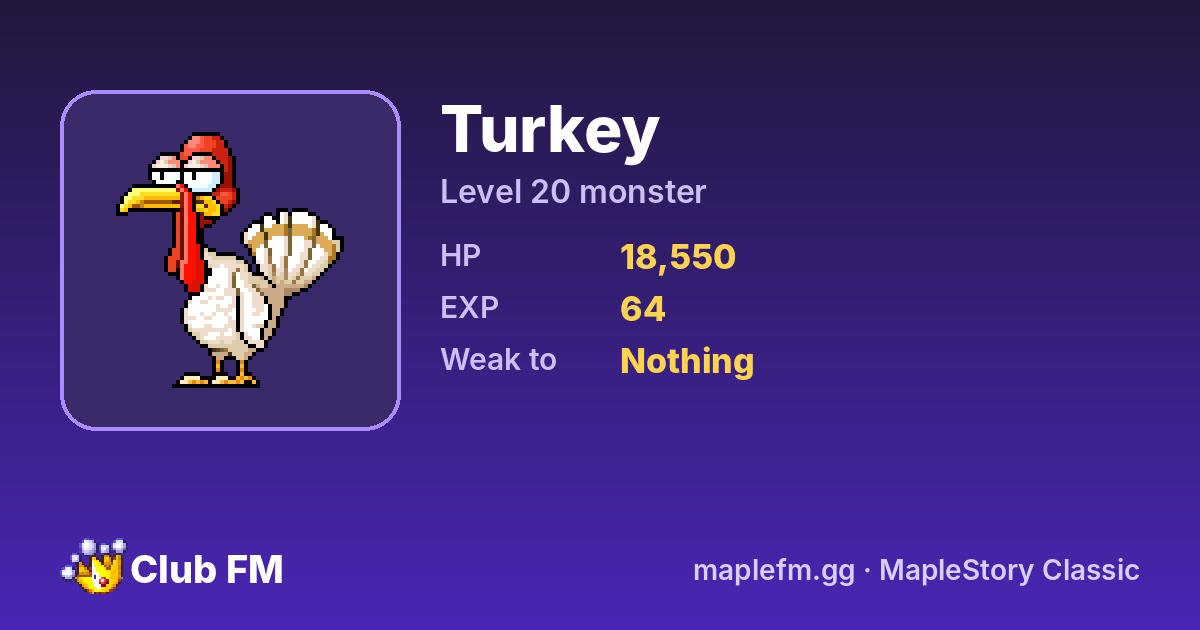 Turkey
Level 20 monster
HP 18,550
EXP 64
Weak to Nothing
Club FM
maplefm.gg · MapleStory Classic